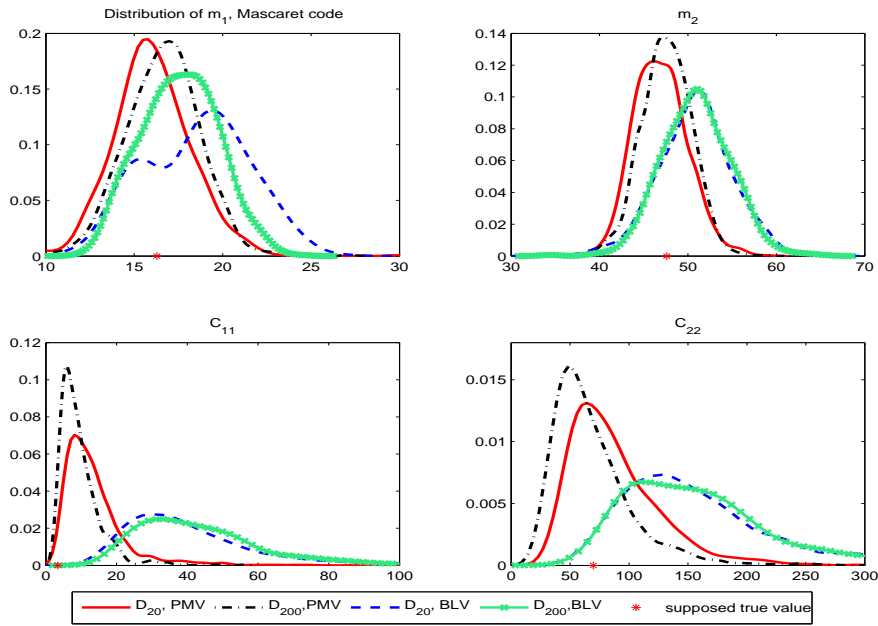 Distribution of m1, Mascaret code
m2
0.2
0.15
0.1
0.05
0
10 15 20 25 30
0.14
0.12
0.1
0.08
0.06
0.04
0.02
0
30 40 50 60 70
C11
C22
0.12
0.1
0.08
0.06
0.04
0.02
0
0 20 40 60 80 100
0.015
0.01
0.005
0
0 50 100 150 200 250 300
D20, PMV D200,PMV D20, BLV D200,BLV supposed true value